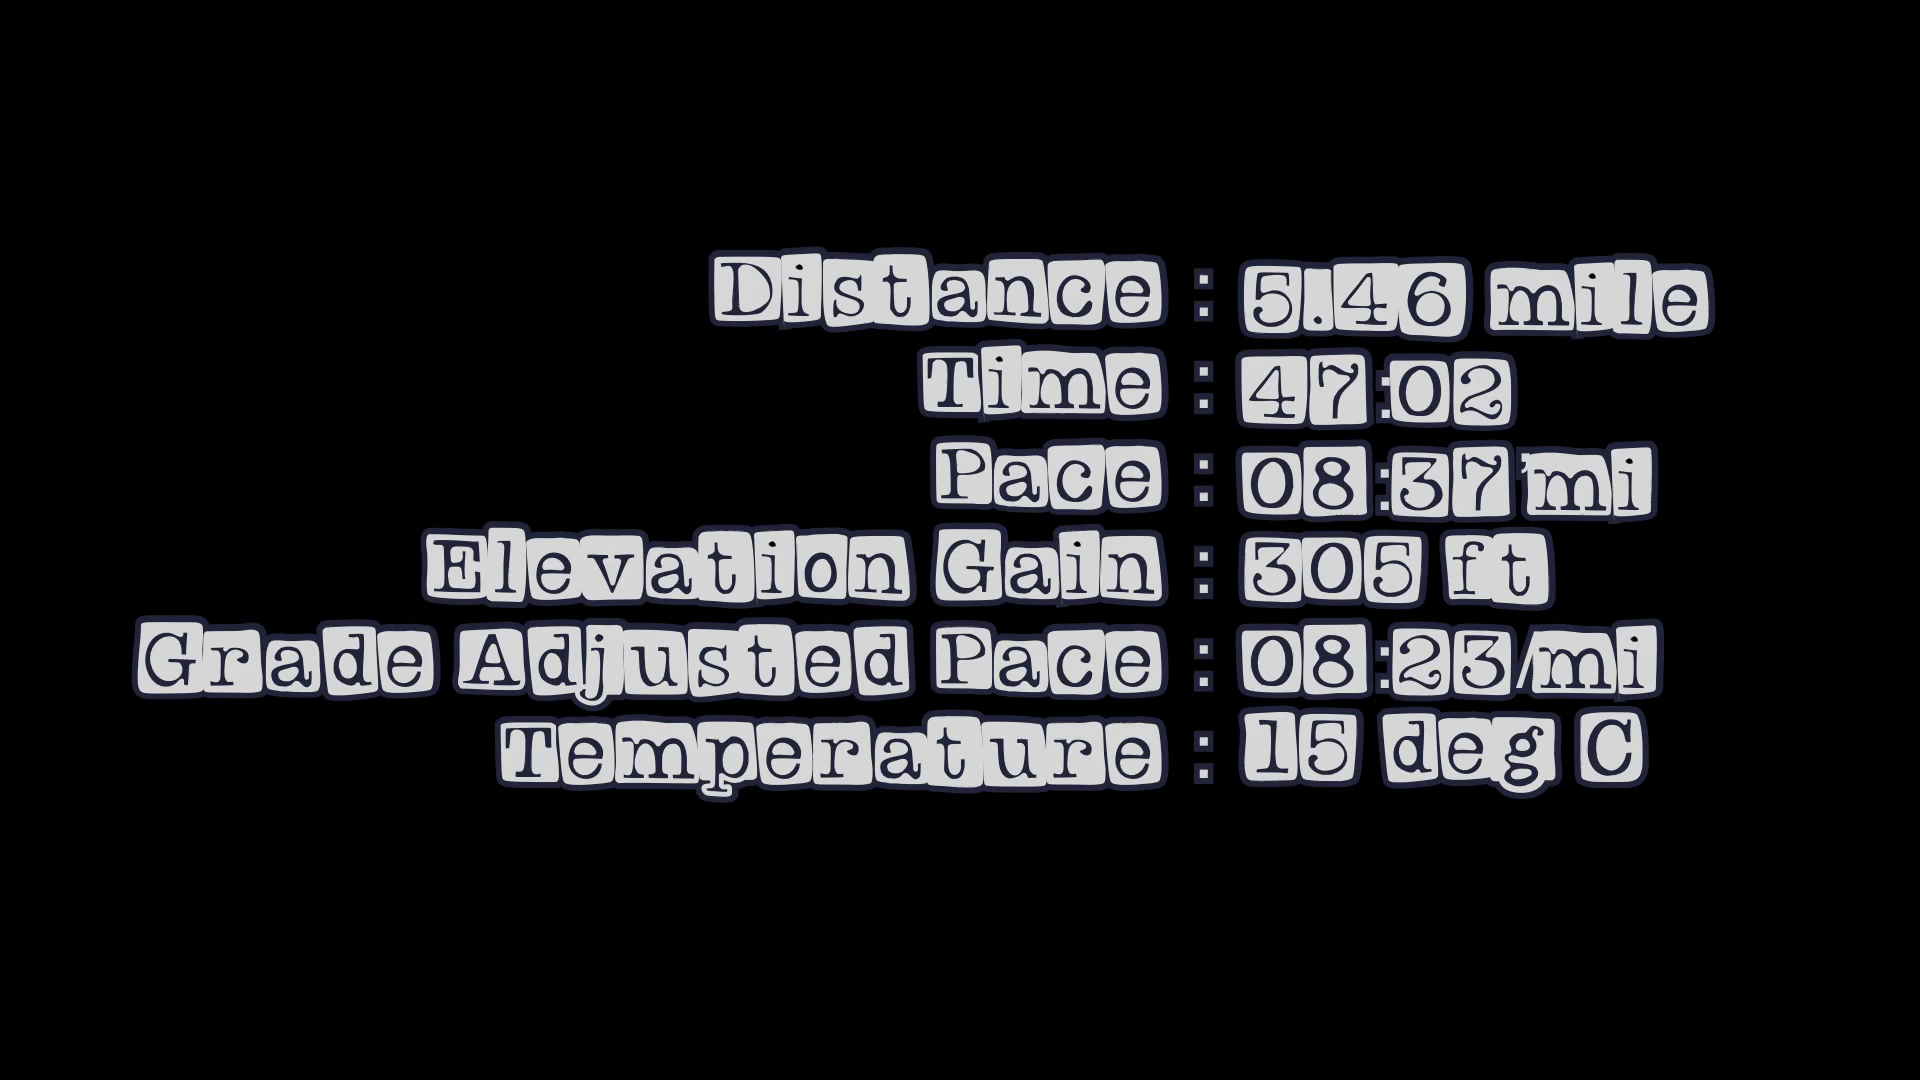 Distance : 5.46 mile
Time : 47:02
Pace : 08:37'mi
Elevation Gain : 305 ft
Grade Adjusted Pace : 08:23/mi
Temperature : 15 deg C